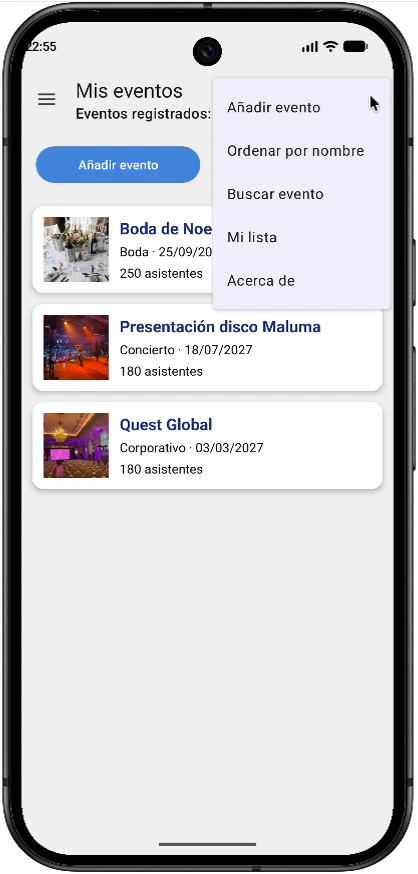 22:55
Mis eventos
Eventos registrados:
Añadir evento
Ordenar por nombre
Buscar evento
Mi lista
Acerca de
Añadir evento
Boda de Noe
Boda · 25/09/20
250 asistentes
Presentación disco Maluma
Concierto · 18/07/2027
180 asistentes
Quest Global
Corporativo · 03/03/2027
180 asistentes